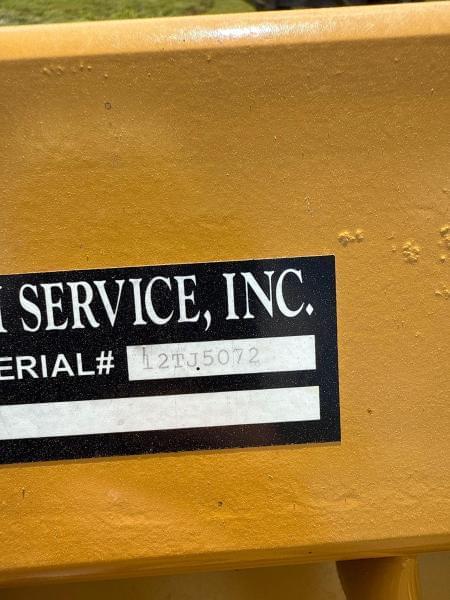 SERVICE, INC.
ERIAL# 12TJ5072